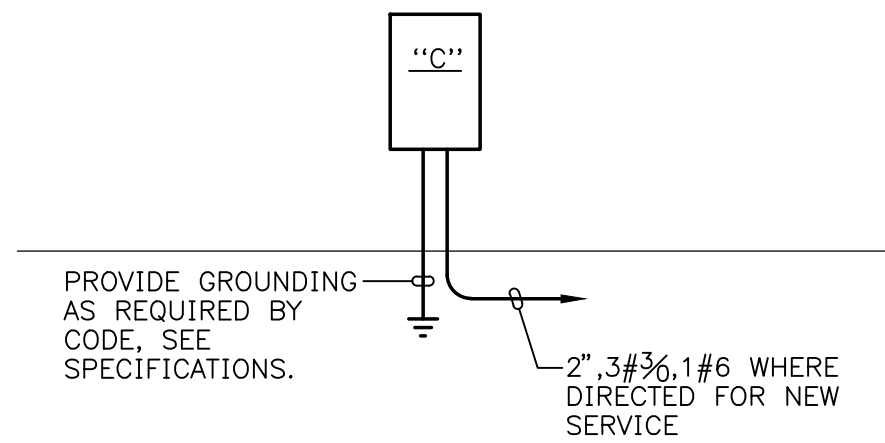 “C”
PROVIDE GROUNDING
AS REQUIRED BY
CODE, SEE
SPECIFICATIONS.
2”,3#3/0,1#6 WHERE
DIRECTED FOR NEW
SERVICE